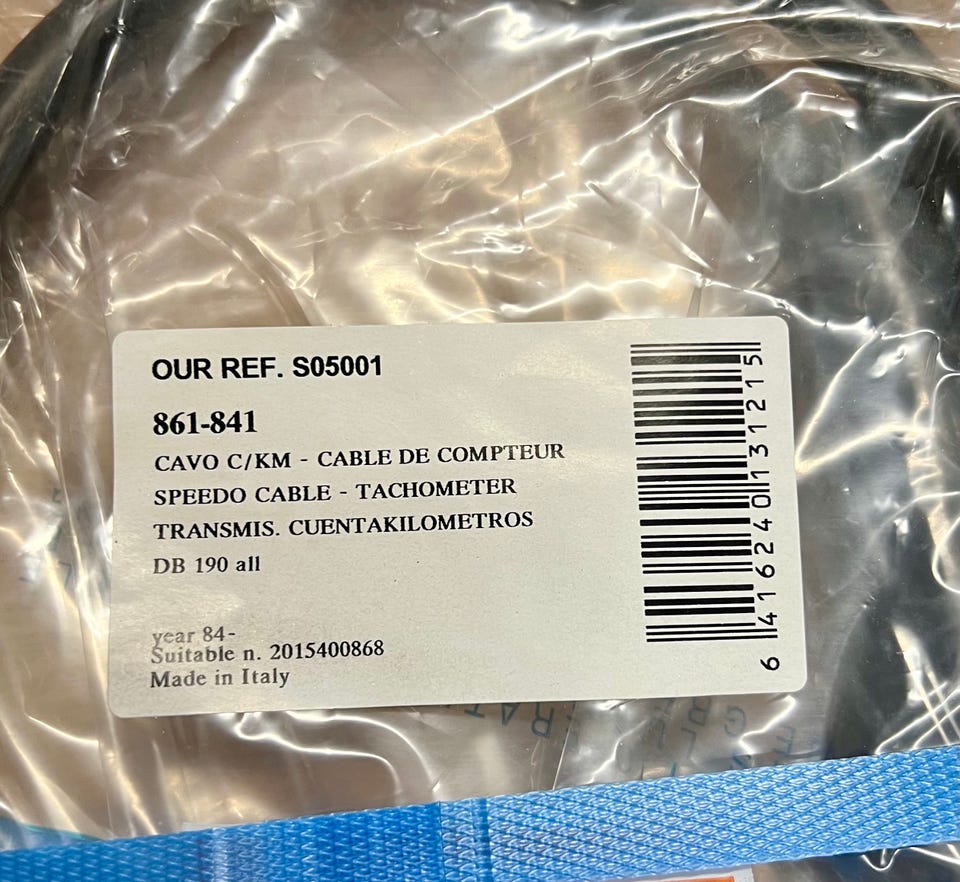 OUR REF. S05001
861-841
CAVO C/KM - CABLE DE COMPTEUR
SPEEDO CABLE - TACHOMETER
TRANSMIS. CUENTAKILOMETROS
DB 190 all
year 84-
Suitable n. 2015400868
Made in Italy
6 416240 131215